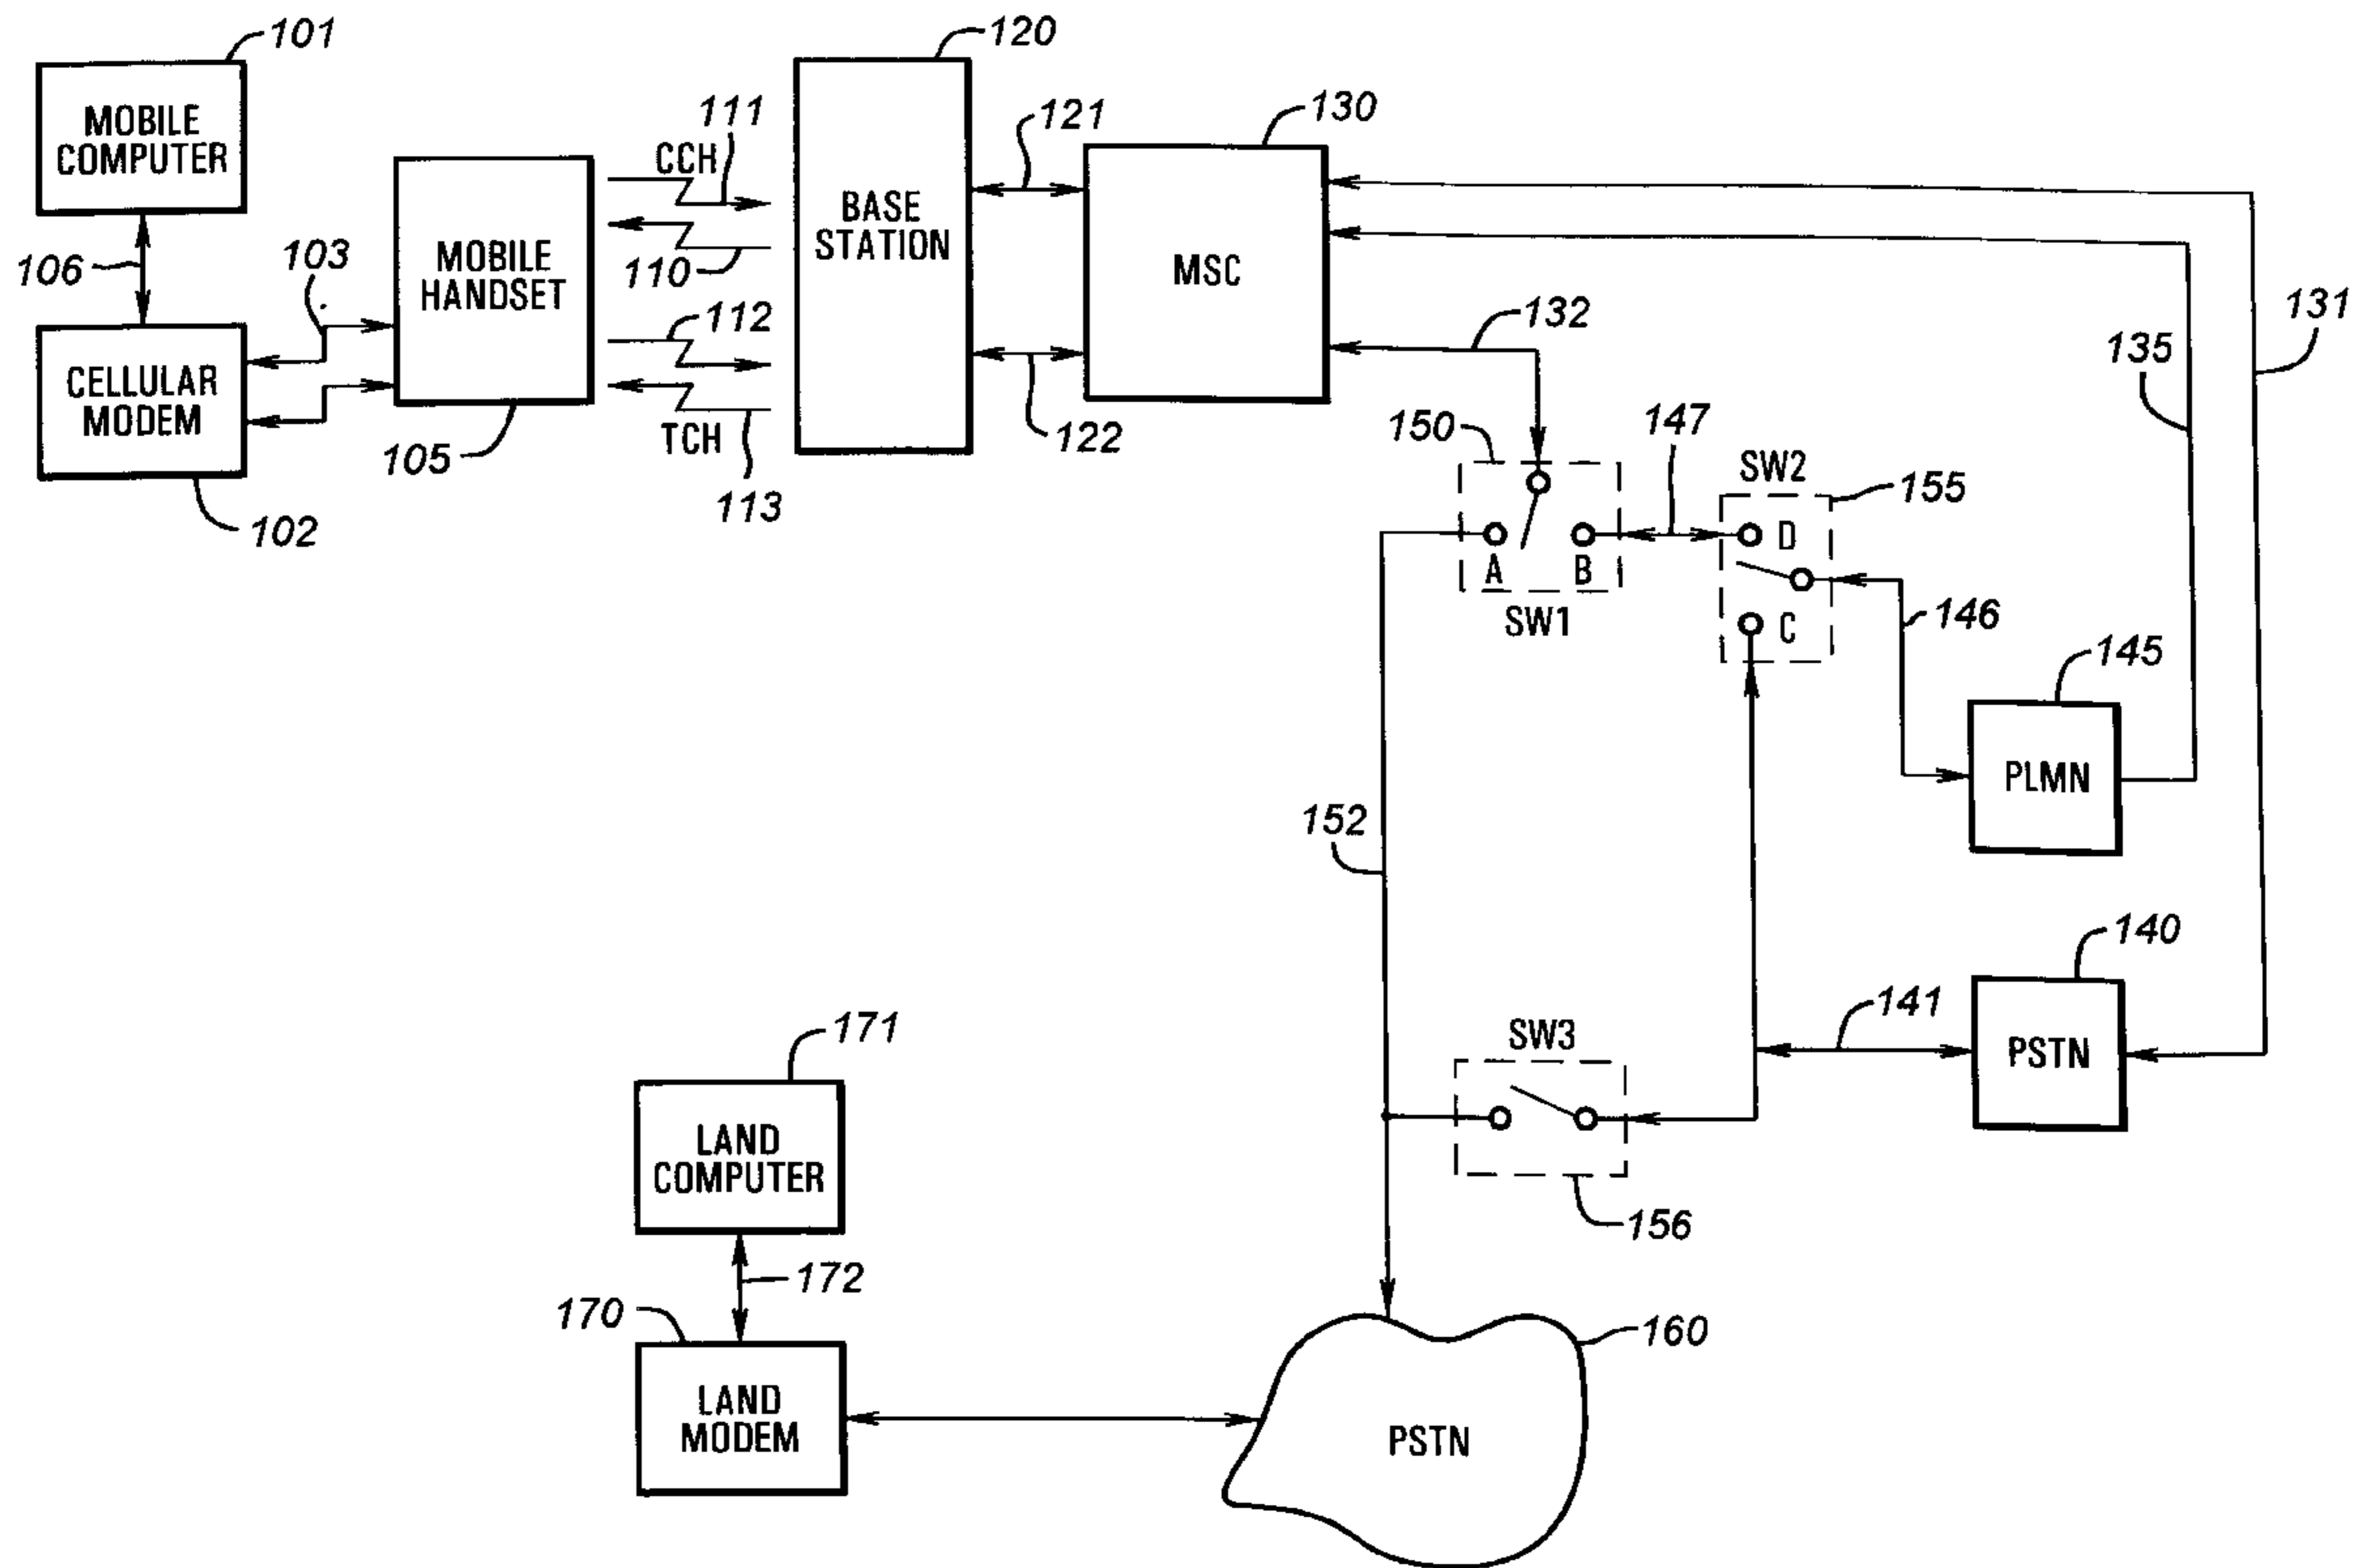 101
MOBILE
COMPUTER
106
103
CELLULAR
MODEM
102
MOBILE
HANDSET
105
CCH
111
110
112
TCH
113
120
BASE
STATION
121
122
130
MSC
132
135
131
150
A
B
SW1
147
SW2
155
D
C
146
145
PLMN
152
140
PSTN
141
SW3
156
171
LAND
COMPUTER
172
170
LAND
MODEM
160
PSTN